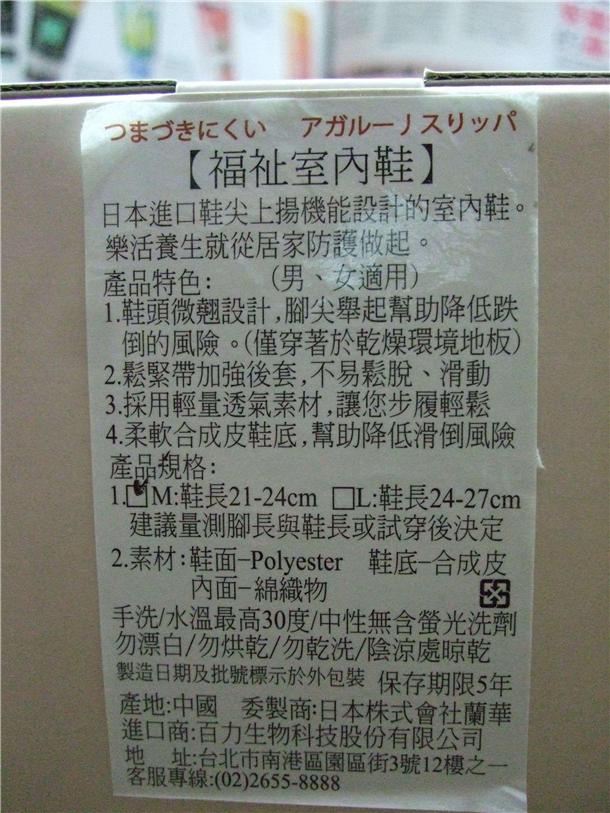 つまづきにくい　アガルーJスリッパ
【福祉室內鞋】
日本進口鞋尖上揚機能設計的室內鞋。
樂活養生就從居家防護做起。
產品特色：　　（男、女適用）
1.鞋頭微翹設計,腳尖舉起幫助降低跌
倒的風險。(僅穿著於乾燥環境地板)
2.鬆緊帶加強後套,不易鬆脫、滑動
3.採用輕量透氣素材,讓您步履輕鬆
4.柔軟合成皮鞋底,幫助降低滑倒風險
產品規格：
1.☑M:鞋長21-24cm □L:鞋長24-27cm
建議量測腳長與鞋長或試穿後決定
2.素材：鞋面–Polyester　鞋底–合成皮
內面–綿織物
手洗/水溫最高30度/中性無含螢光洗劑
勿漂白/勿烘乾/勿乾洗/陰涼處晾乾
製造日期及批號標示於外包裝 保存期限5年
產地:中國　委製商:日本株式會社蘭華
進口商:百力生物科技股份有限公司
地　址:台北市南港區園區街3號12樓之一
客服專線:(02)2655-8888